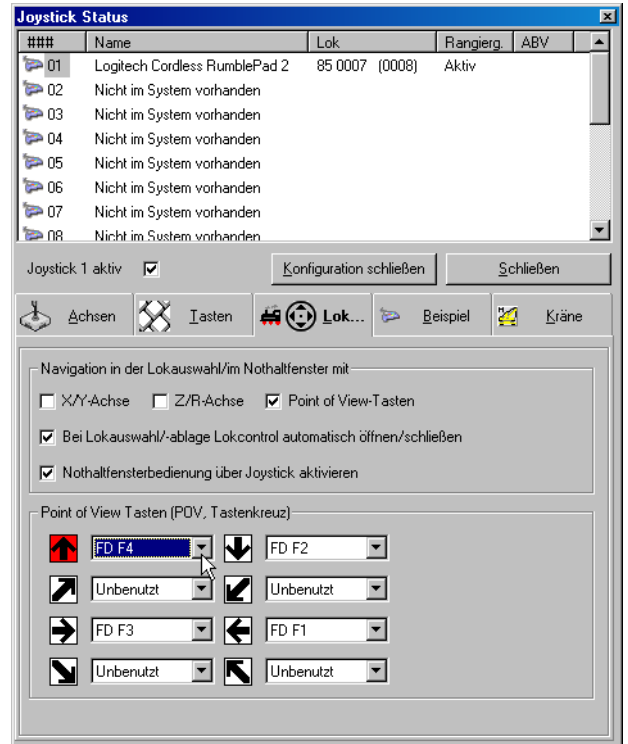 Joystick Status
### Name Lok Rangierg. ABV
01 Logitech Cordless RumblePad 2 85 0007 (0008) Aktiv
02 Nicht im System vorhanden
03 Nicht im System vorhanden
04 Nicht im System vorhanden
05 Nicht im System vorhanden
06 Nicht im System vorhanden
07 Nicht im System vorhanden
08 Nicht im System vorhanden
Joystick 1 aktiv Konfiguration schließen Schließen
Achsen Tasten Lok... Beispiel Kräne
Navigation in der Lokauswahl/im Nothaltfenster mit
X/Y-Achse Z/R-Achse Point of View-Tasten
Bei Lokauswahl/-ablage Lokcontrol automatisch öffnen/schließen
Nothaltfensterbedienung über Joystick aktivieren
Point of View Tasten (POV, Tastenkreuz)
FD F4 FD F2
Unbenutzt Unbenutzt
FD F3 FD F1
Unbenutzt Unbenutzt